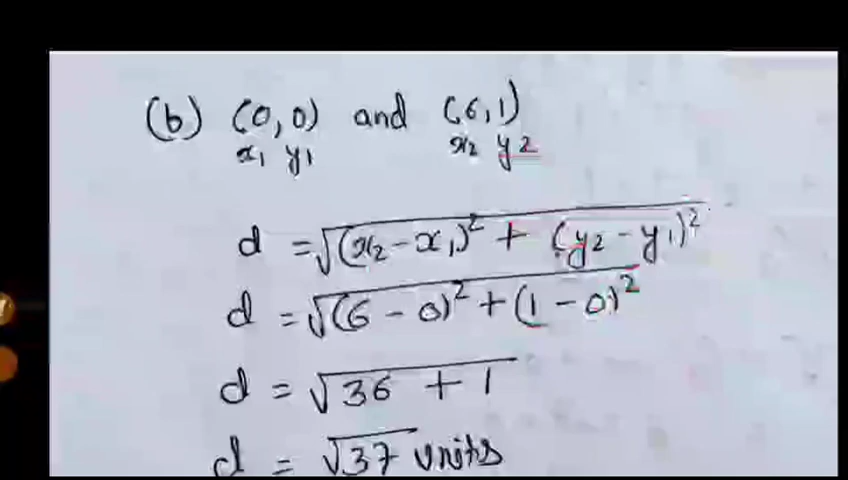 (b) (0,0) and (6,1)
x₁ y₁ x₂ y₂
d = √(x₂ - x₁)² + (y₂ - y₁)²
d = √(6 - 0)² + (1 - 0)²
d = √36 + 1
d = √37 units